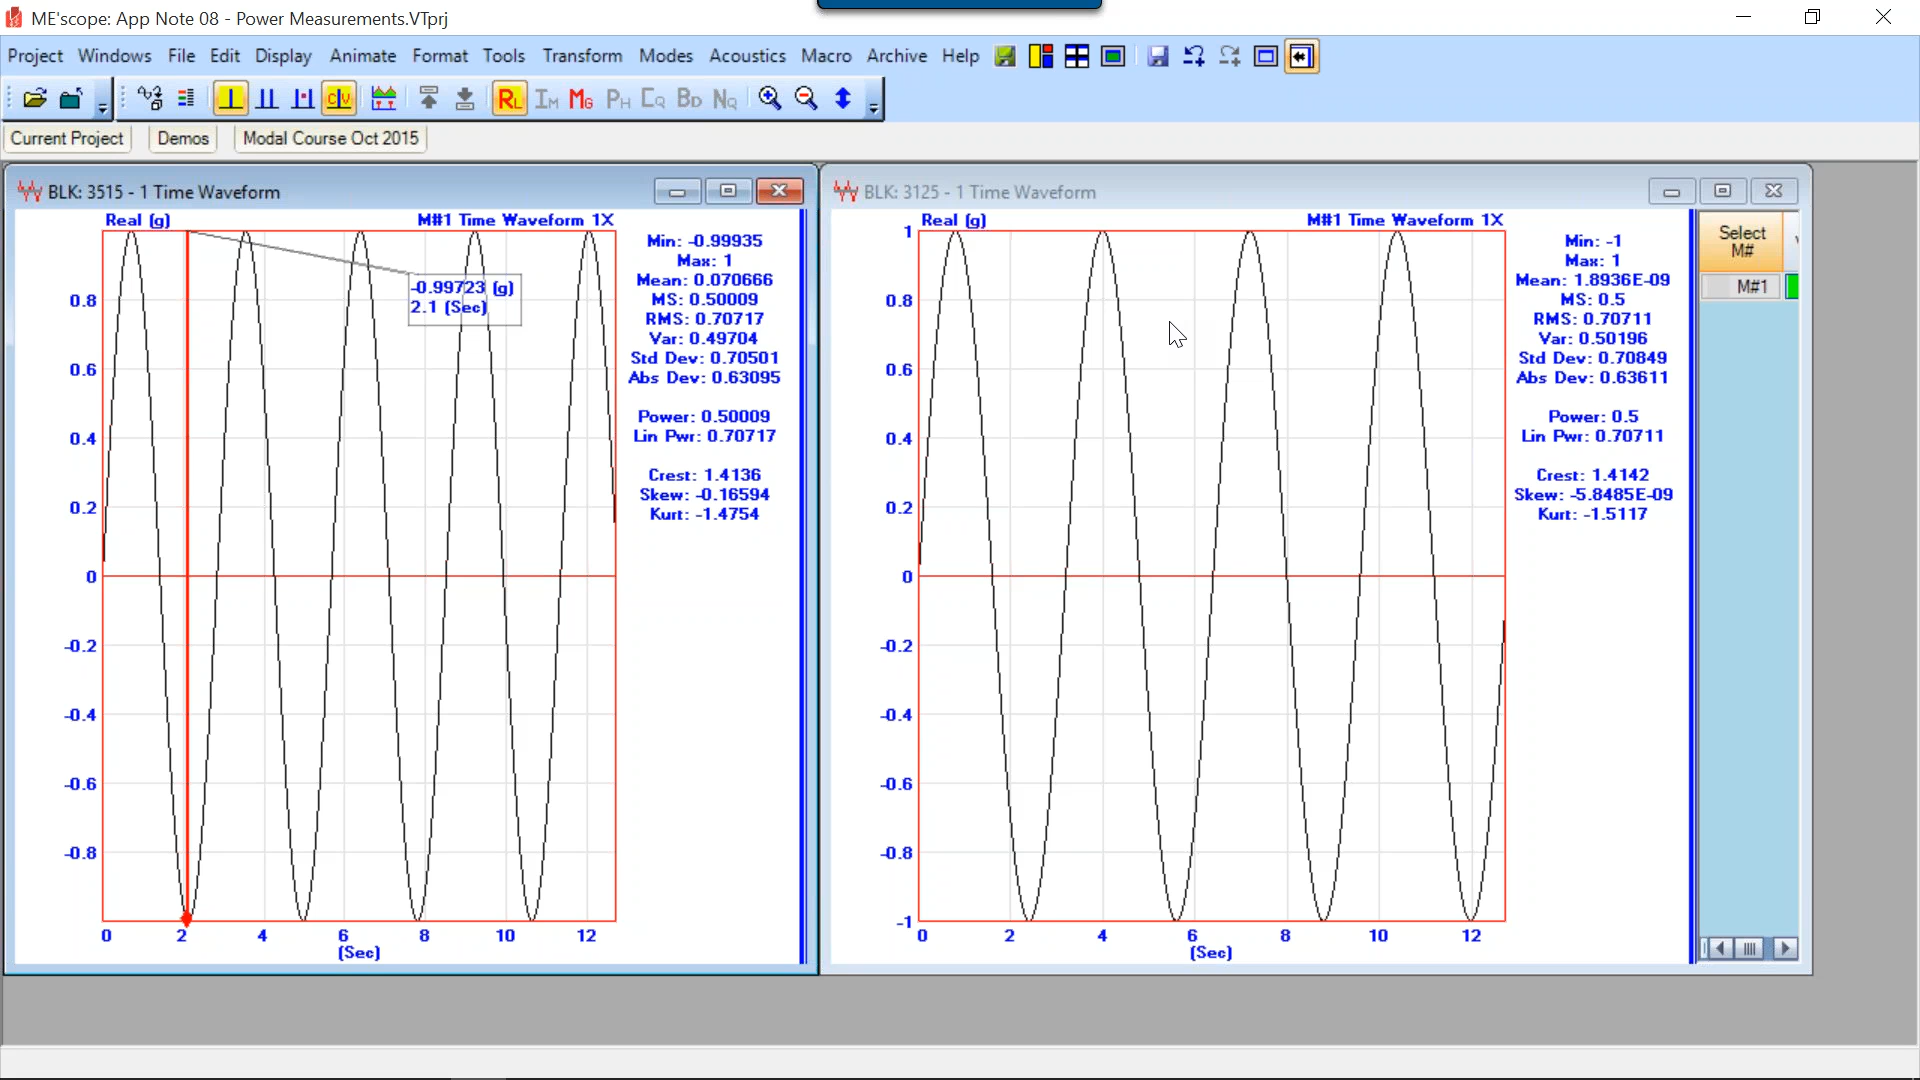 ME'scope: App Note 08 - Power Measurements.VTprj
Project Windows File Edit Display Animate Format Tools Transform Modes Acoustics Macro Archive Help
RL IM MG PH CQ BD NQ
Current Project Demos Modal Course Oct 2015
BLK: 3515 - 1 Time Waveform
Real (g) M#1 Time Waveform 1X
0.8
0.6
0.4
0.2
0
-0.2
-0.4
-0.6
-0.8
0 2 4 6 8 10 12
(Sec)
-0.99723 (g)
2.1 (Sec)
Min: -0.99935
Max: 1
Mean: 0.070666
MS: 0.50009
RMS: 0.70717
Var: 0.49704
Std Dev: 0.70501
Abs Dev: 0.63095
Power: 0.50009
Lin Pwr: 0.70717
Crest: 1.4136
Skew: -0.16594
Kurt: -1.4754
BLK: 3125 - 1 Time Waveform
Real (g) M#1 Time Waveform 1X
1
0.8
0.6
0.4
0.2
0
-0.2
-0.4
-0.6
-0.8
-1
0 2 4 6 8 10 12
(Sec)
Min: -1
Max: 1
Mean: 1.8936E-09
MS: 0.5
RMS: 0.70711
Var: 0.50196
Std Dev: 0.70849
Abs Dev: 0.63611
Power: 0.5
Lin Pwr: 0.70711
Crest: 1.4142
Skew: -5.8485E-09
Kurt: -1.5117
Select
M#
M#1